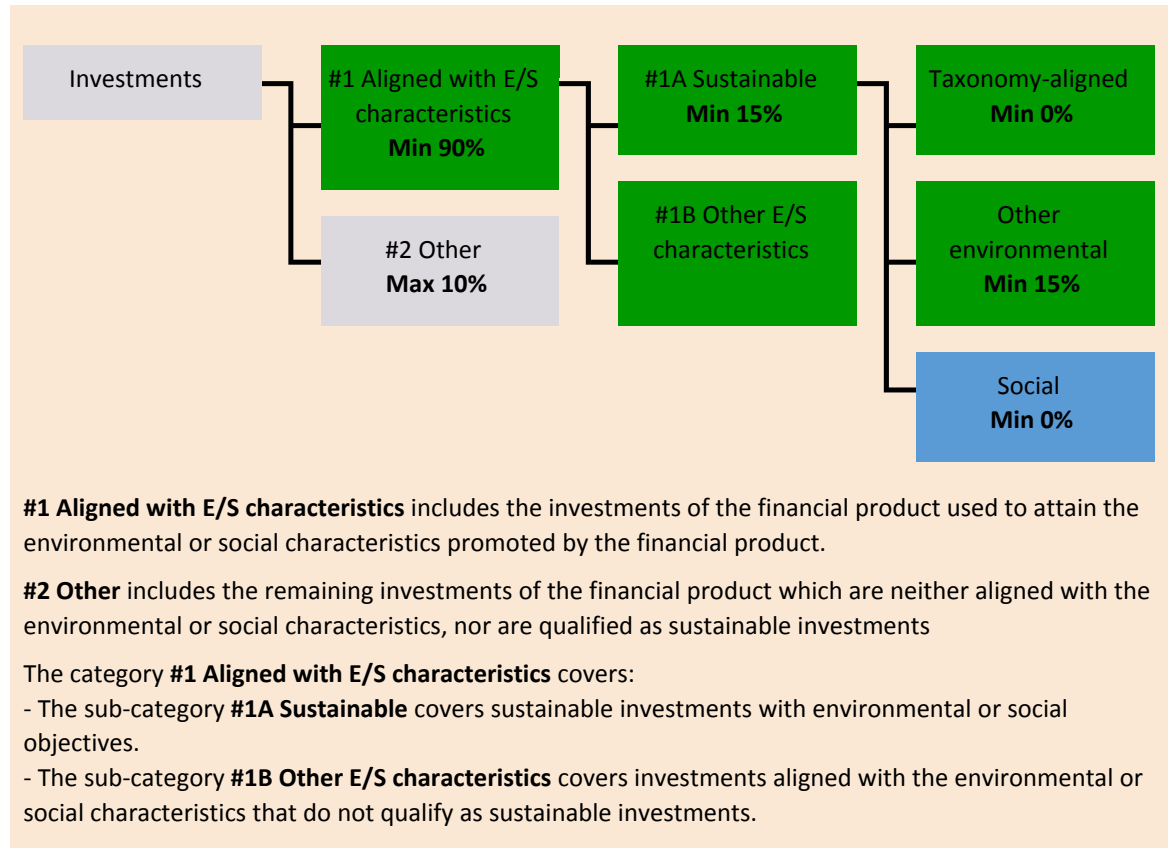 Investments
#1 Aligned with E/S
characteristics
Min 90%
#2 Other
Max 10%
#1A Sustainable
Min 15%
#1B Other E/S
characteristics
Taxonomy-aligned
Min 0%
Other
environmental
Min 15%
Social
Min 0%
#1 Aligned with E/S characteristics includes the investments of the financial product used to attain the
environmental or social characteristics promoted by the financial product.
#2 Other includes the remaining investments of the financial product which are neither aligned with the
environmental or social characteristics, nor are qualified as sustainable investments
The category #1 Aligned with E/S characteristics covers:
- The sub-category #1A Sustainable covers sustainable investments with environmental or social
objectives.
- The sub-category #1B Other E/S characteristics covers investments aligned with the environmental or
social characteristics that do not qualify as sustainable investments.